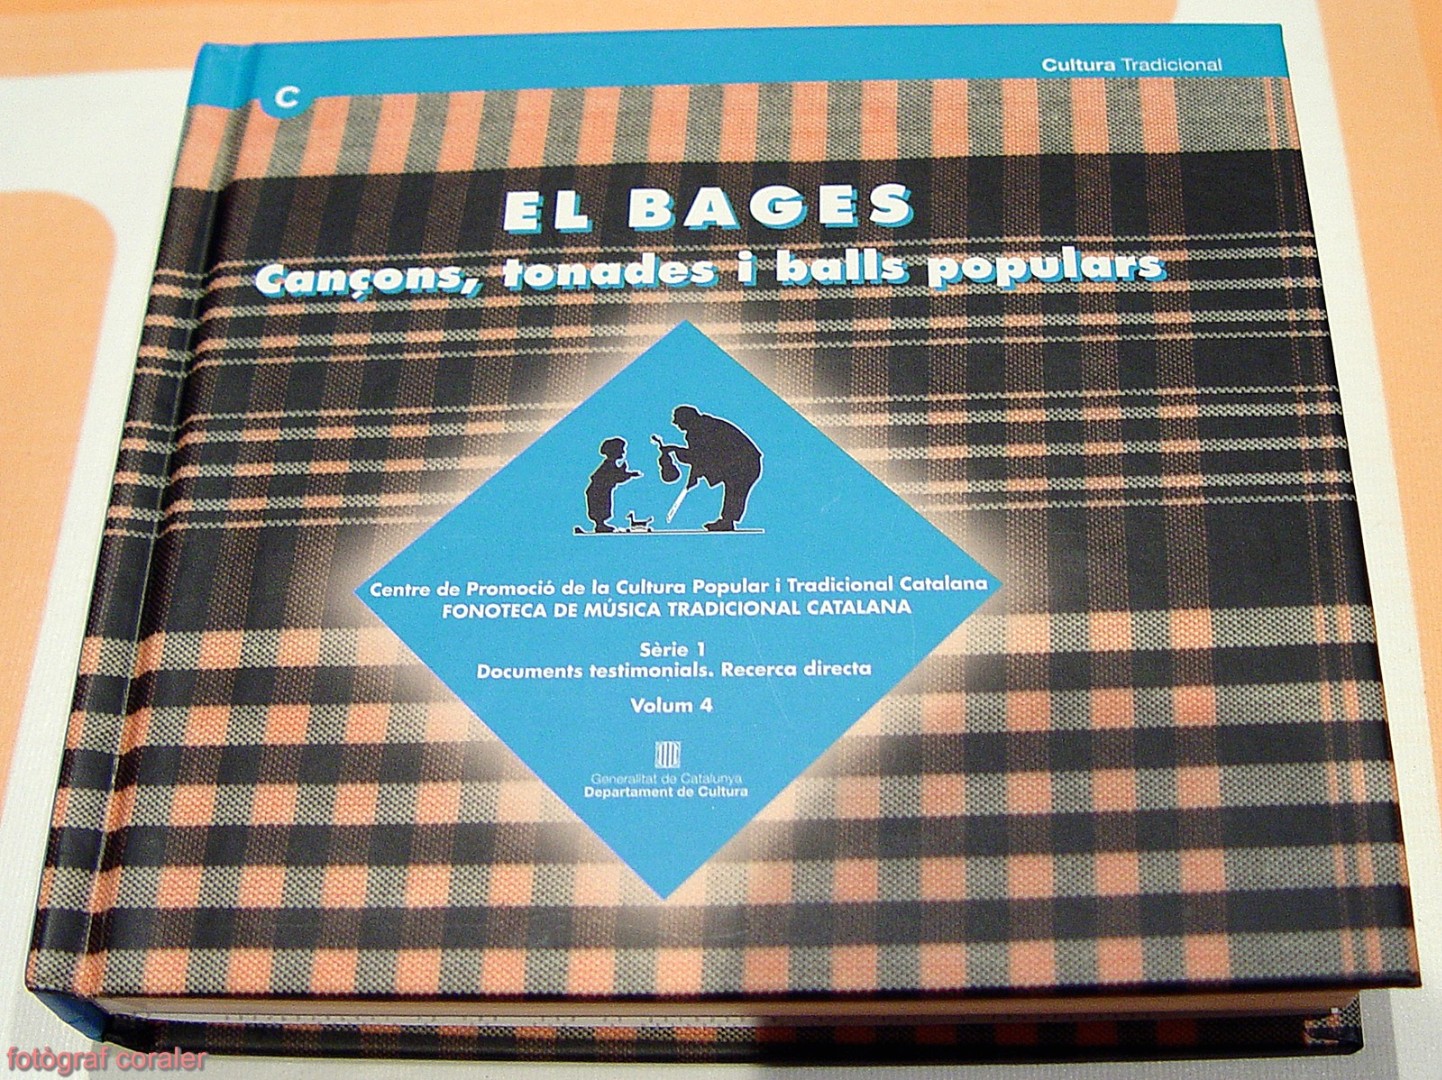 Cultura Tradicional
C
EL BAGES
Cançons, tonades i balls populars
Centre de Promoció de la Cultura Popular i Tradicional Catalana
FONOTECA DE MÚSICA TRADICIONAL CATALANA
Sèrie 1
Documents testimonials. Recerca directa
Volum 4
Generalitat de Catalunya
Departament de Cultura
fotògraf coraler